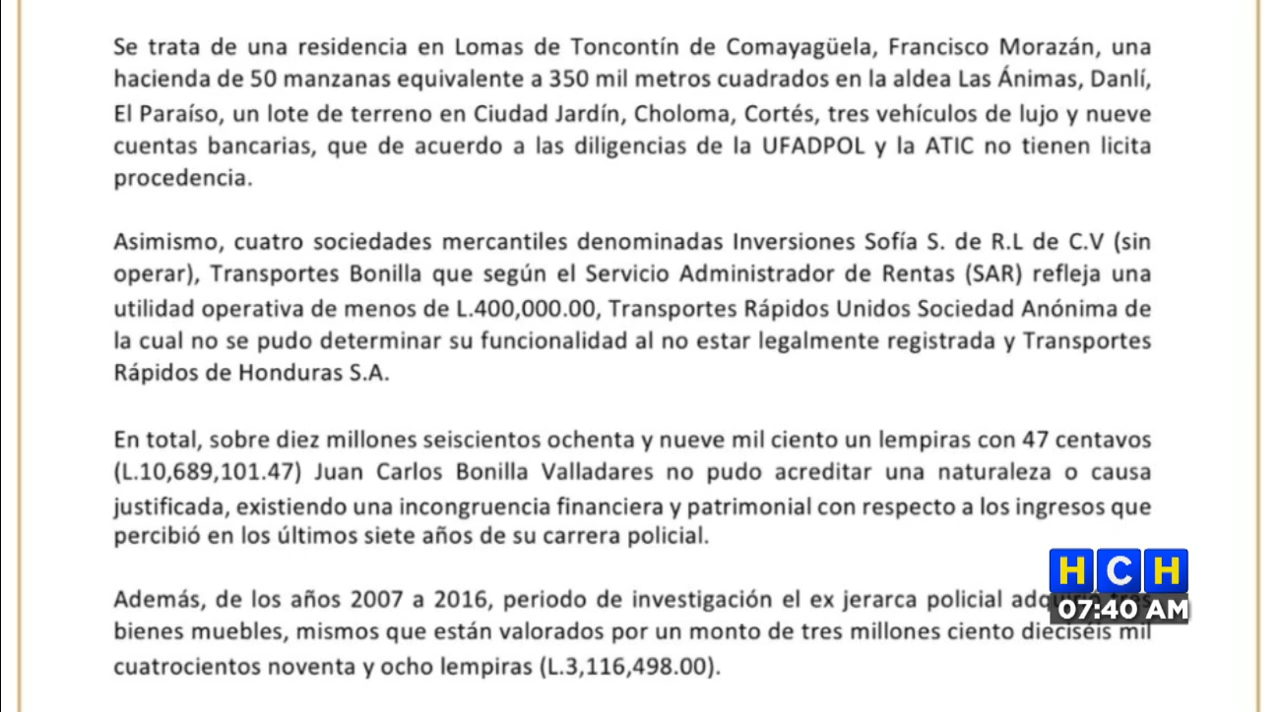 Se trata de una residencia en Lomas de Toncontín de Comayagüela, Francisco Morazán, una
hacienda de 50 manzanas equivalente a 350 mil metros cuadrados en la aldea Las Ánimas, Danlí,
El Paraíso, un lote de terreno en Ciudad Jardín, Choloma, Cortés, tres vehículos de lujo y nueve
cuentas bancarias, que de acuerdo a las diligencias de la UFADPOL y la ATIC no tienen licita
procedencia.
Asimismo, cuatro sociedades mercantiles denominadas Inversiones Sofía S. de R.L de C.V (sin
operar), Transportes Bonilla que según el Servicio Administrador de Rentas (SAR) refleja una
utilidad operativa de menos de L.400,000.00, Transportes Rápidos Unidos Sociedad Anónima de
la cual no se pudo determinar su funcionalidad al no estar legalmente registrada y Transportes
Rápidos de Honduras S.A.
En total, sobre diez millones seiscientos ochenta y nueve mil ciento un lempiras con 47 centavos
(L.10,689,101.47) Juan Carlos Bonilla Valladares no pudo acreditar una naturaleza o causa
justificada, existiendo una incongruencia financiera y patrimonial con respecto a los ingresos que
percibió en los últimos siete años de su carrera policial.
Además, de los años 2007 a 2016, periodo de investigación el ex jerarca policial
bienes muebles, mismos que están valorados por un monto de tres millones ciento dieciséis mil
cuatrocientos noventa y ocho lempiras (L.3,116,498.00).
HCH
07:40 AM